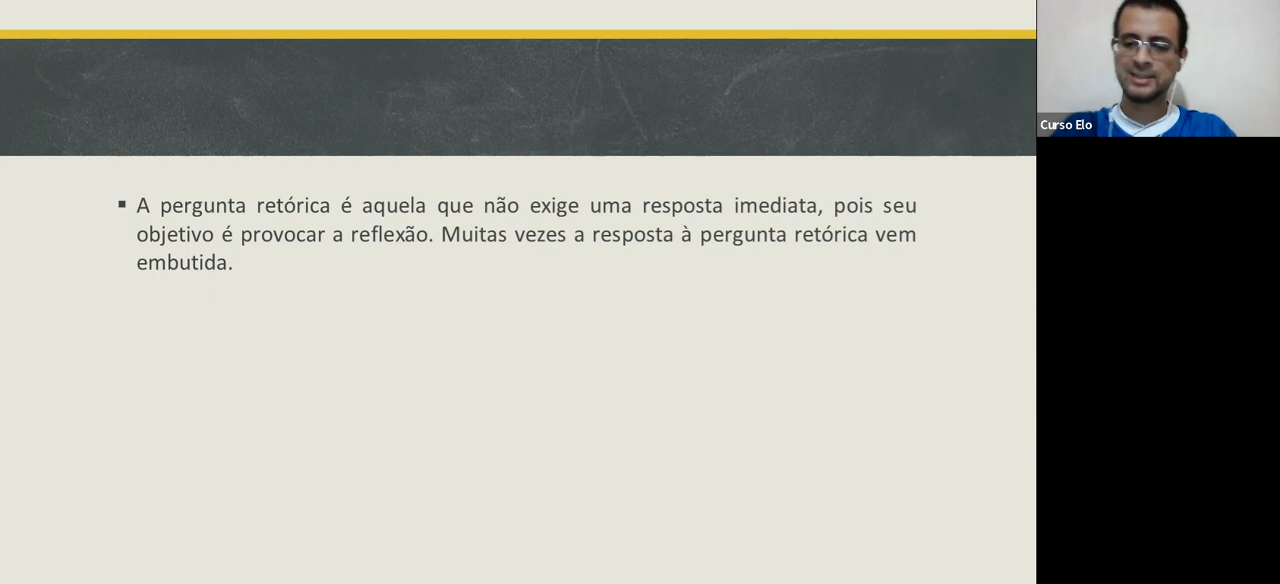 ▪ A pergunta retórica é aquela que não exige uma resposta imediata, pois seu
objetivo é provocar a reflexão. Muitas vezes a resposta à pergunta retórica vem
embutida.
Curso Elo